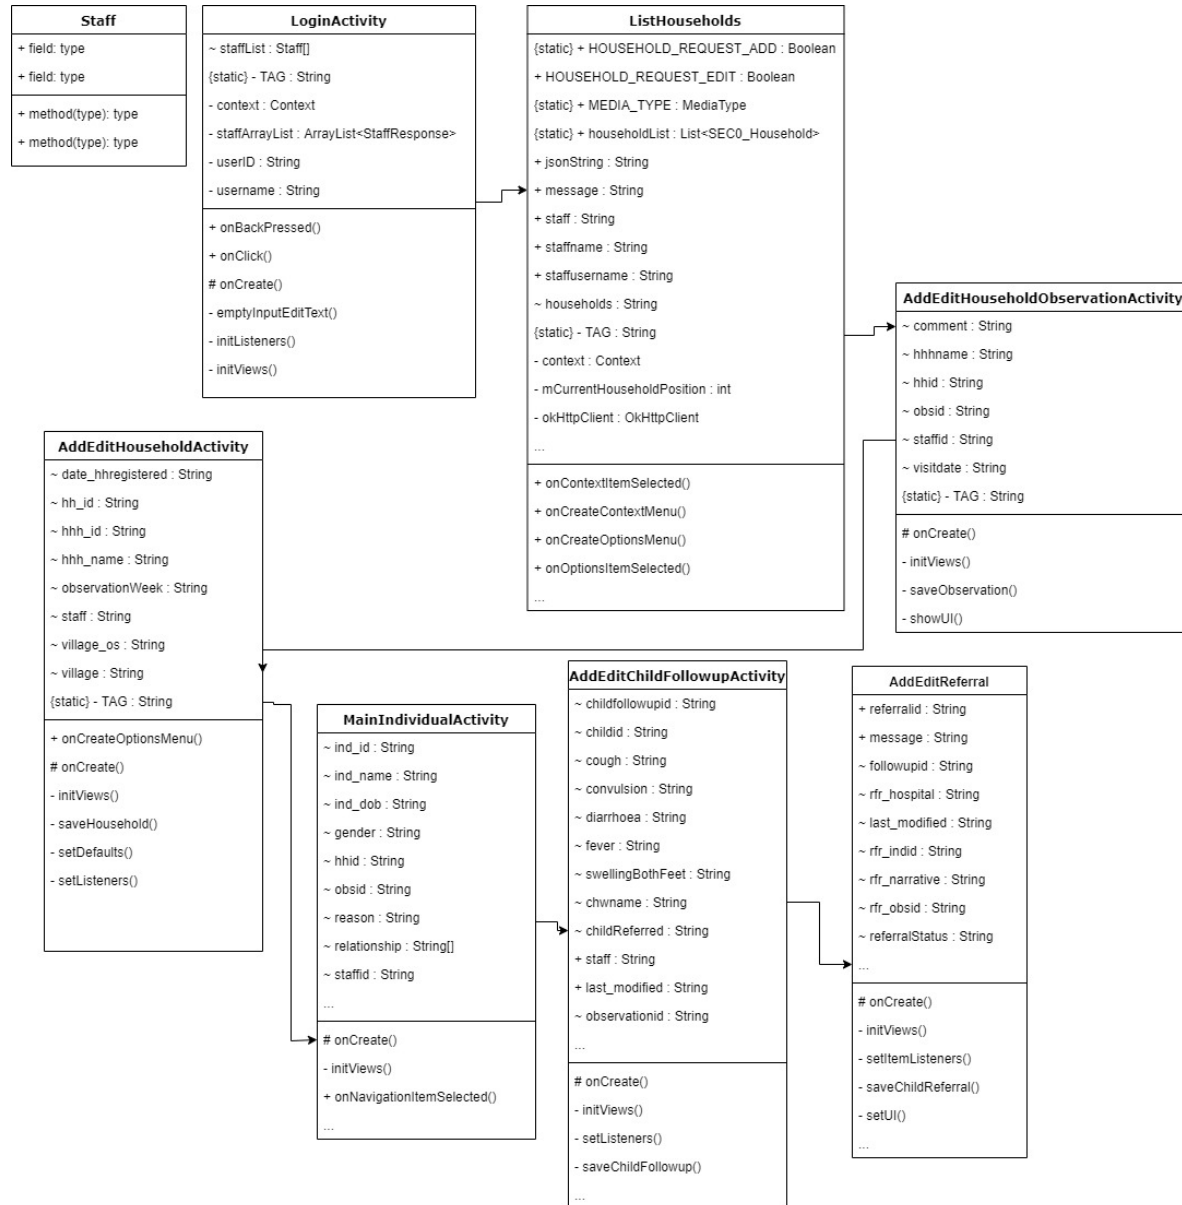 Staff
+ field: type
+ field: type
+ method(type): type
+ method(type): type
LoginActivity
~ staffList : Staff[]
{static} - TAG : String
- context : Context
- staffArrayList : ArrayList<StaffResponse>
- userID : String
- username : String
+ onBackPressed()
+ onClick()
# onCreate()
- emptyInputEditText()
- initListeners()
- initViews()
ListHouseholds
{static} + HOUSEHOLD_REQUEST_ADD : Boolean
+ HOUSEHOLD_REQUEST_EDIT : Boolean
{static} + MEDIA_TYPE : MediaType
{static} + householdList : List<SEC0_Household>
+ jsonString : String
+ message : String
+ staff : String
+ staffname : String
+ staffusername : String
~ households : String
{static} - TAG : String
- context : Context
- mCurrentHouseholdPosition : int
- okHttpClient : OkHttpClient
...
+ onContextItemSelected()
+ onCreateContextMenu()
+ onCreateOptionsMenu()
+ onOptionsItemSelected()
...
AddEditHouseholdObservationActivity
~ comment : String
~ hhhname : String
~ hhid : String
~ obsid : String
~ staffid : String
~ visitdate : String
{static} - TAG : String
# onCreate()
- initViews()
- saveObservation()
- showUI()
AddEditHouseholdActivity
~ date_hhregistered : String
~ hh_id : String
~ hhh_id : String
~ hhh_name : String
~ observationWeek : String
~ staff : String
~ village_os : String
~ village : String
{static} - TAG : String
+ onCreateOptionsMenu()
# onCreate()
- initViews()
- saveHousehold()
- setDefaults()
- setListeners()
MainIndividualActivity
~ ind_id : String
~ ind_name : String
~ ind_dob : String
~ gender : String
~ hhid : String
~ obsid : String
~ reason : String
~ relationship : String[]
~ staffid : String
...
# onCreate()
- initViews()
+ onNavigationItemSelected()
...
AddEditChildFollowupActivity
~ childfollowupid : String
~ childid : String
~ cough : String
~ convulsion : String
~ diarrhoea : String
~ fever : String
~ swellingBothFeet : String
~ chwname : String
~ childReferred : String
+ staff : String
+ last_modified : String
~ observationid : String
...
# onCreate()
- initViews()
- setListeners()
- saveChildFollowup()
...
AddEditReferral
+ referralid : String
+ message : String
~ followupid : String
~ rfr_hospital : String
~ last_modified : String
~ rfr_indid : String
~ rfr_narrative : String
~ rfr_obsid : String
~ referralStatus : String
...
# onCreate()
- initViews()
- setItemListeners()
- saveChildReferral()
- setUI()
...